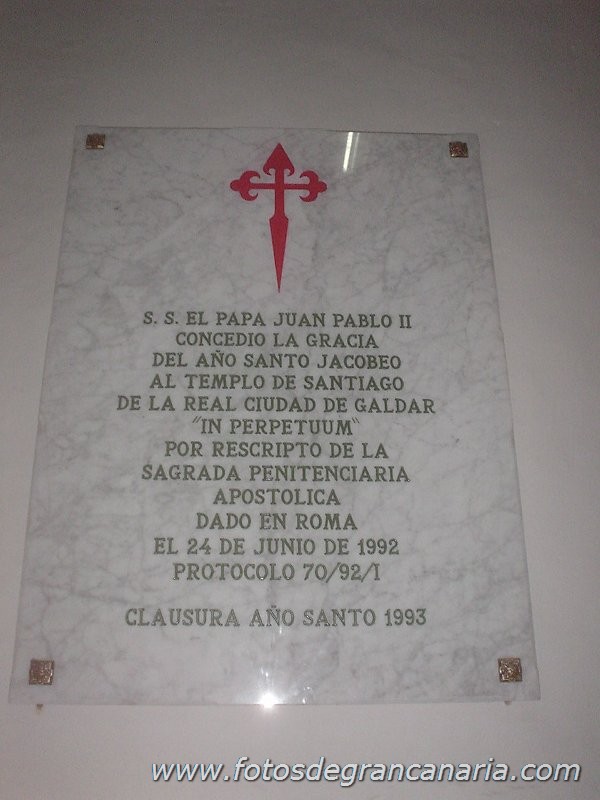 S. S. EL PAPA JUAN PABLO II
CONCEDIO LA GRACIA
DEL AÑO SANTO JACOBEO
AL TEMPLO DE SANTIAGO
DE LA REAL CIUDAD DE GALDAR
"IN PERPETUUM"
POR RESCRIPTO DE LA
SAGRADA PENITENCIARIA
APOSTOLICA
DADO EN ROMA
EL 24 DE JUNIO DE 1992
PROTOCOLO 70/92/I
CLAUSURA AÑO SANTO 1993
www.fotosdegrancanaria.com